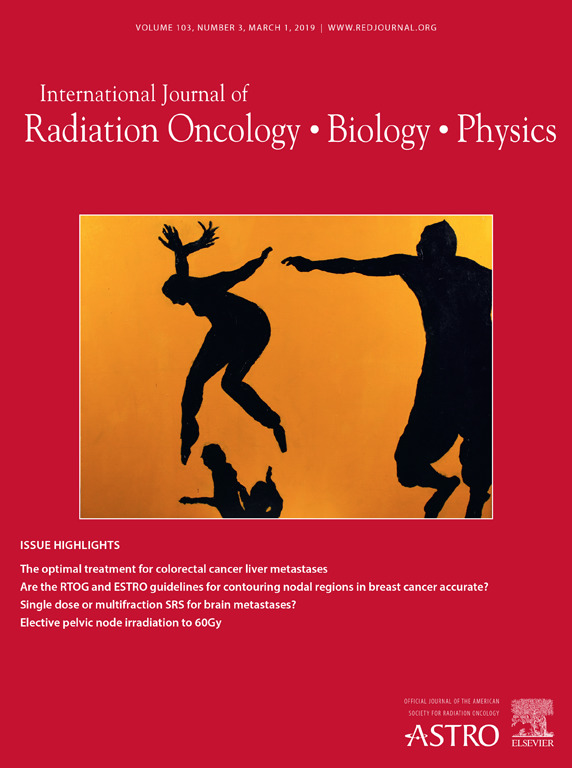 VOLUME 103, NUMBER 3, MARCH 1, 2019 | WWW.REDJOURNAL.ORG
International Journal of
Radiation Oncology • Biology • Physics
ISSUE HIGHLIGHTS
The optimal treatment for colorectal cancer liver metastases
Are the RTOG and ESTRO guidelines for contouring nodal regions in breast cancer accurate?
Single dose or multifraction SRS for brain metastases?
Elective pelvic node irradiation to 60Gy
OFFICIAL JOURNAL OF THE AMERICAN
SOCIETY FOR RADIATION ONCOLOGY
ASTRO
ELSEVIER